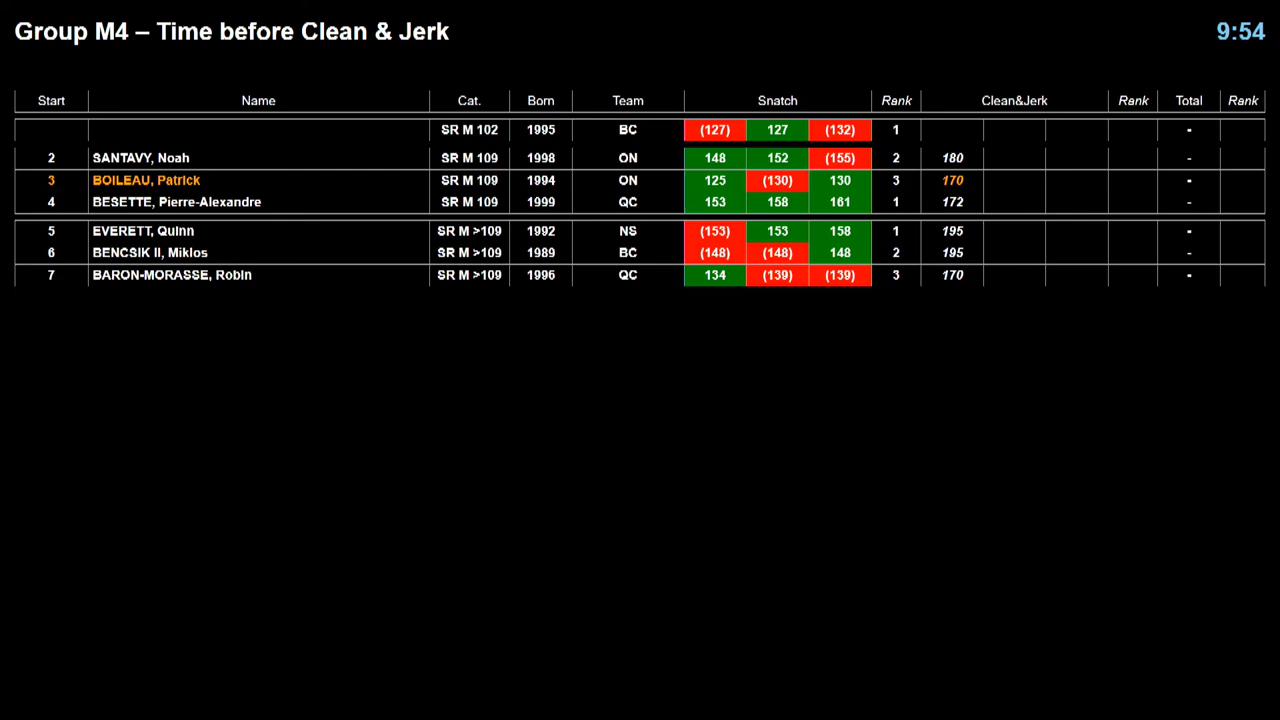 Group M4 – Time before Clean & Jerk 9:54
Start Name Cat. Born Team Snatch Rank Clean&Jerk Rank Total Rank
SR M 102 1995 BC (127) 127 (132) 1 -
2 SANTAVY, Noah SR M 109 1998 ON 148 152 (155) 2 180 -
3 BOILEAU, Patrick SR M 109 1994 ON 125 (130) 130 3 170 -
4 BESETTE, Pierre-Alexandre SR M 109 1999 QC 153 158 161 1 172 -
5 EVERETT, Quinn SR M >109 1992 NS (153) 153 158 1 195 -
6 BENCSIK II, Miklos SR M >109 1989 BC (148) (148) 148 2 195 -
7 BARON-MORASSE, Robin SR M >109 1996 QC 134 (139) (139) 3 170 -